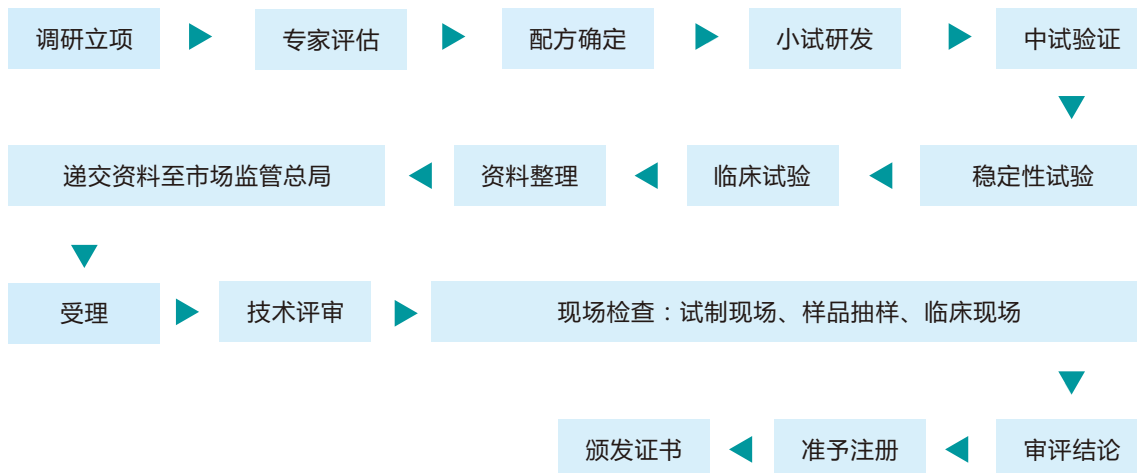 调研立项
专家评估
配方确定
小试研发
中试验证
稳定性试验
临床试验
资料整理
递交资料至市场监管总局
受理
技术评审
现场检查：试制现场、样品抽样、临床现场
审评结论
准予注册
颁发证书